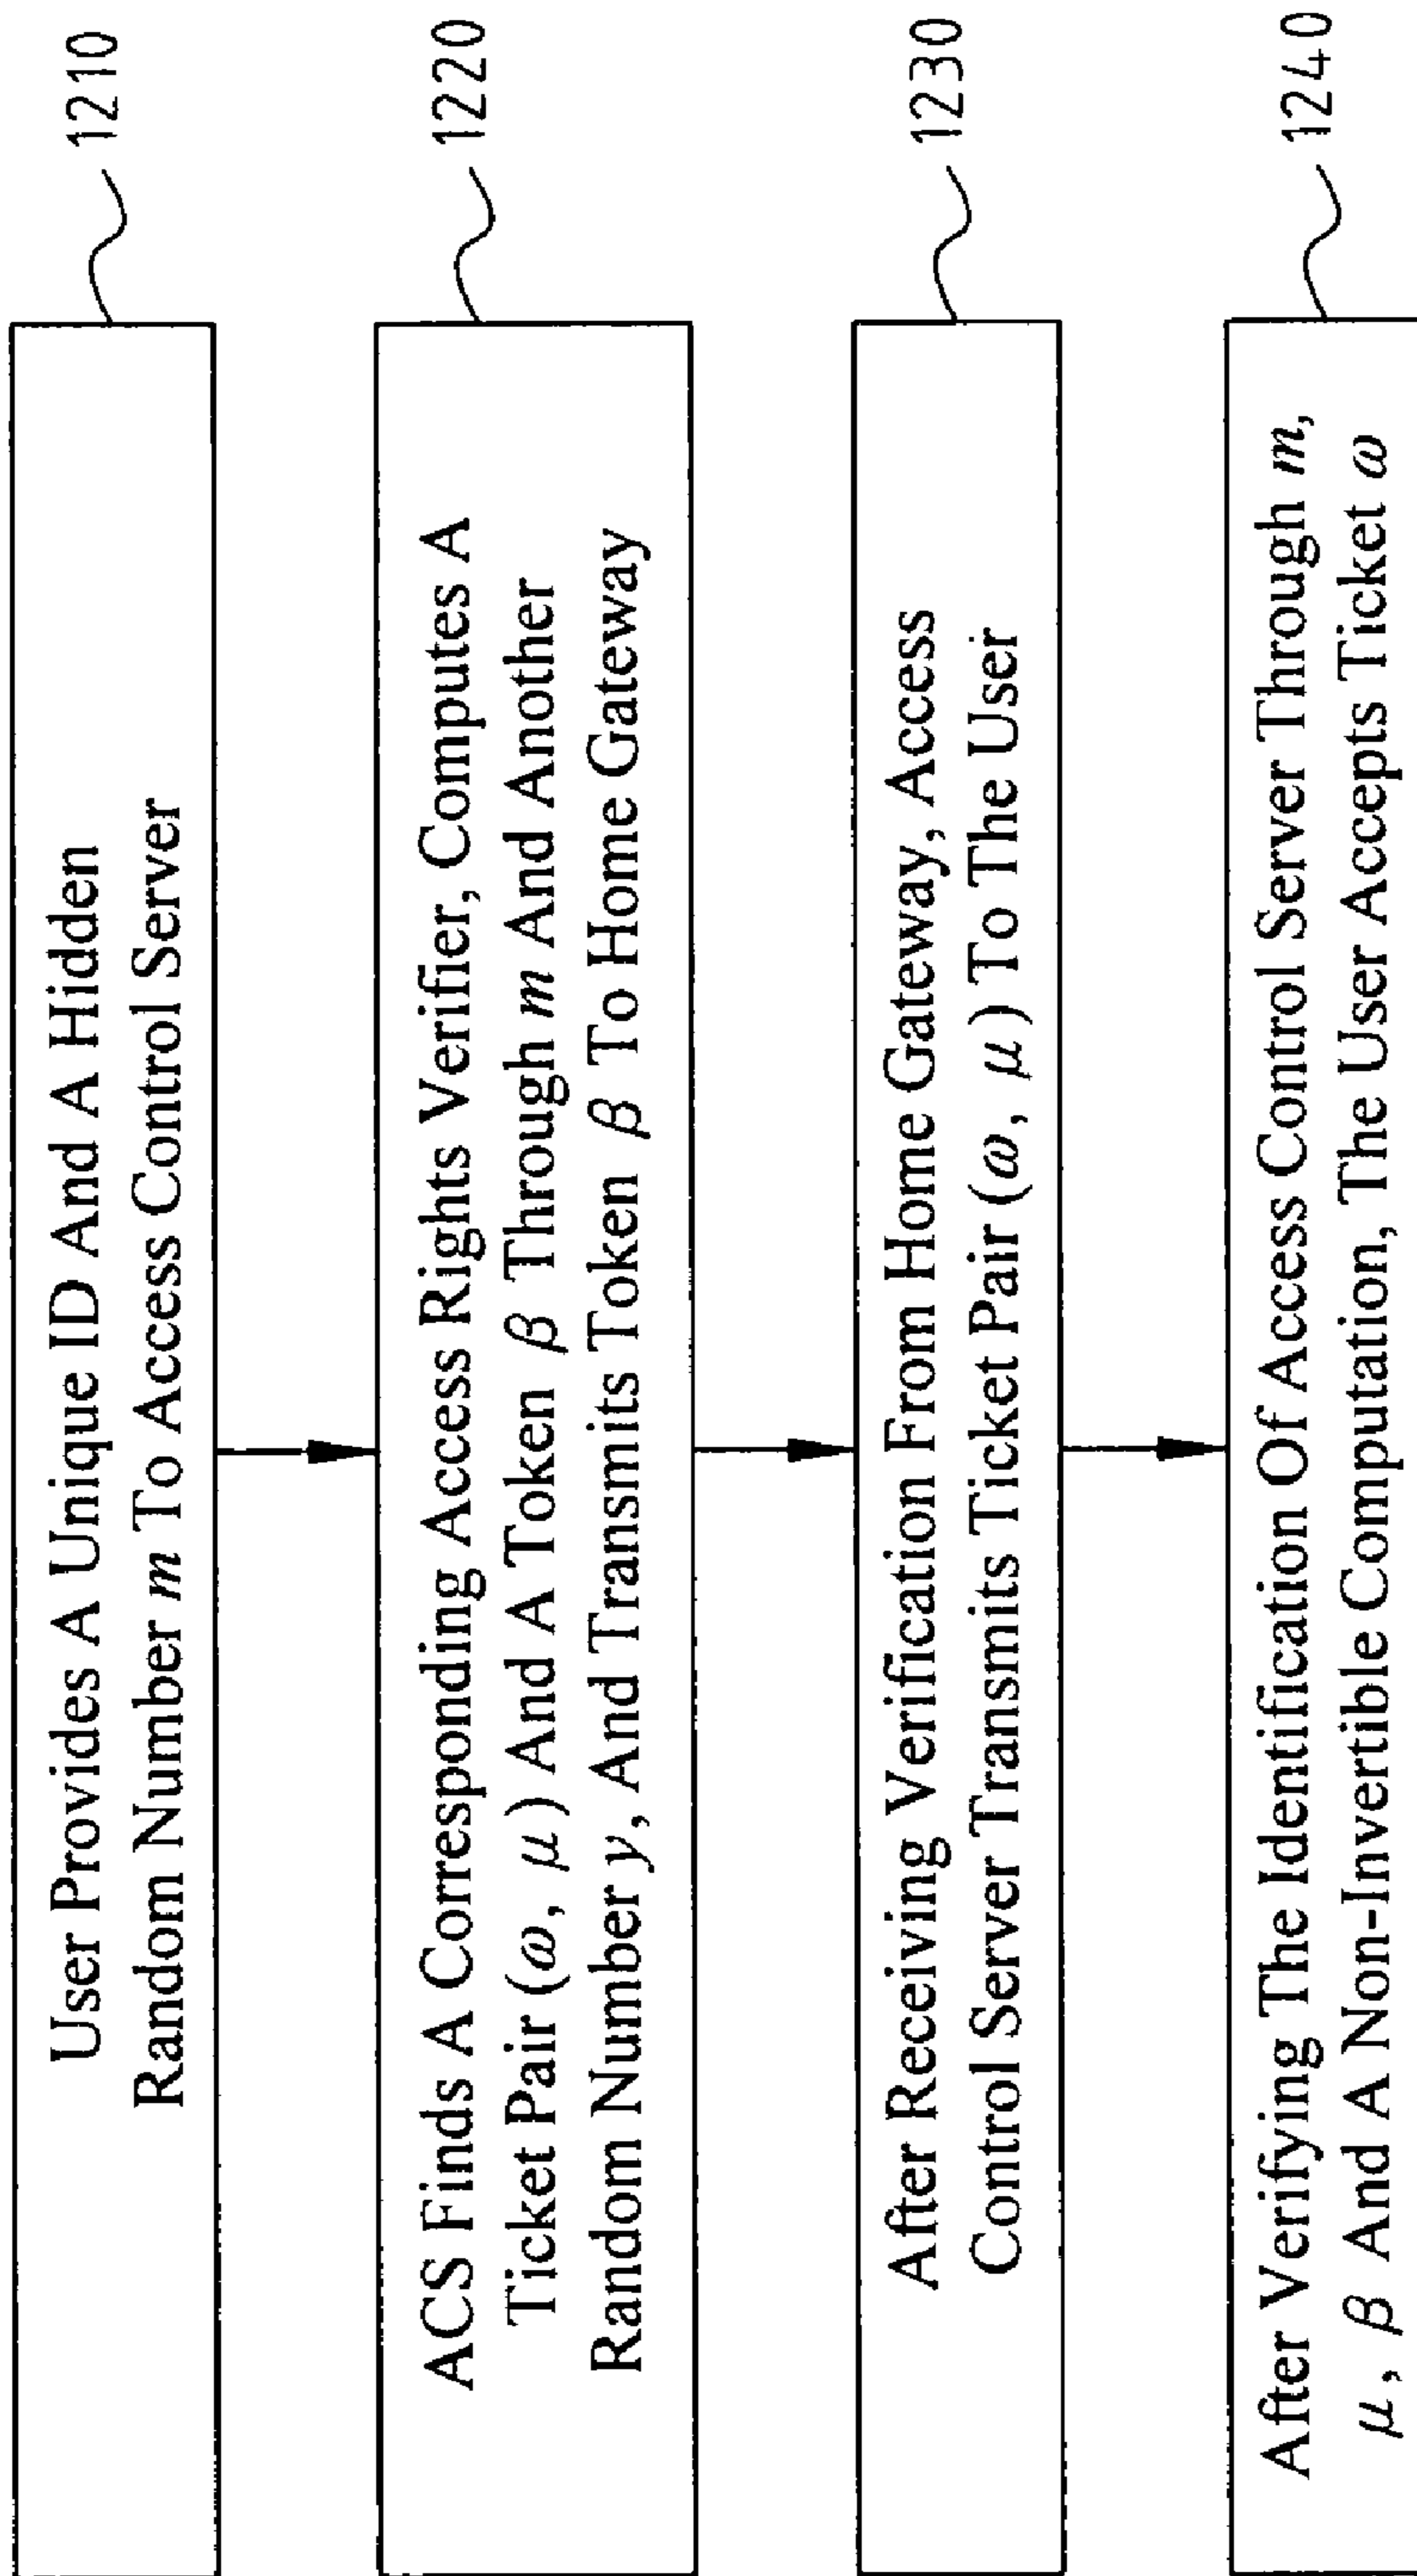 User Provides A Unique ID And A Hidden
Random Number m To Access Control Server
1210
ACS Finds A Corresponding Access Rights Verifier, Computes A
Ticket Pair (ω, μ) And A Token β Through m And Another
Random Number y, And Transmits Token β To Home Gateway
1220
After Receiving Verification From Home Gateway, Access
Control Server Transmits Ticket Pair (ω, μ) To The User
1230
After Verifying The Identification Of Access Control Server Through m,
μ, β And A Non-Invertible Computation, The User Accepts Ticket ω
1240